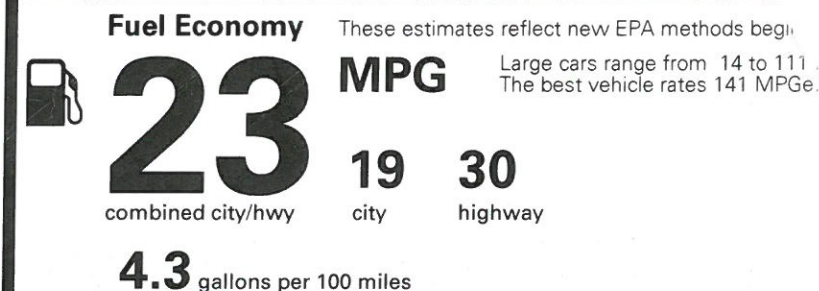 Fuel Economy These estimates reflect new EPA methods
23 MPG
Large cars range from 14 to 111
The best vehicle rates 141 MPGe.
combined city/hwy
19
city
30
highway
4.3 gallons per 100 miles